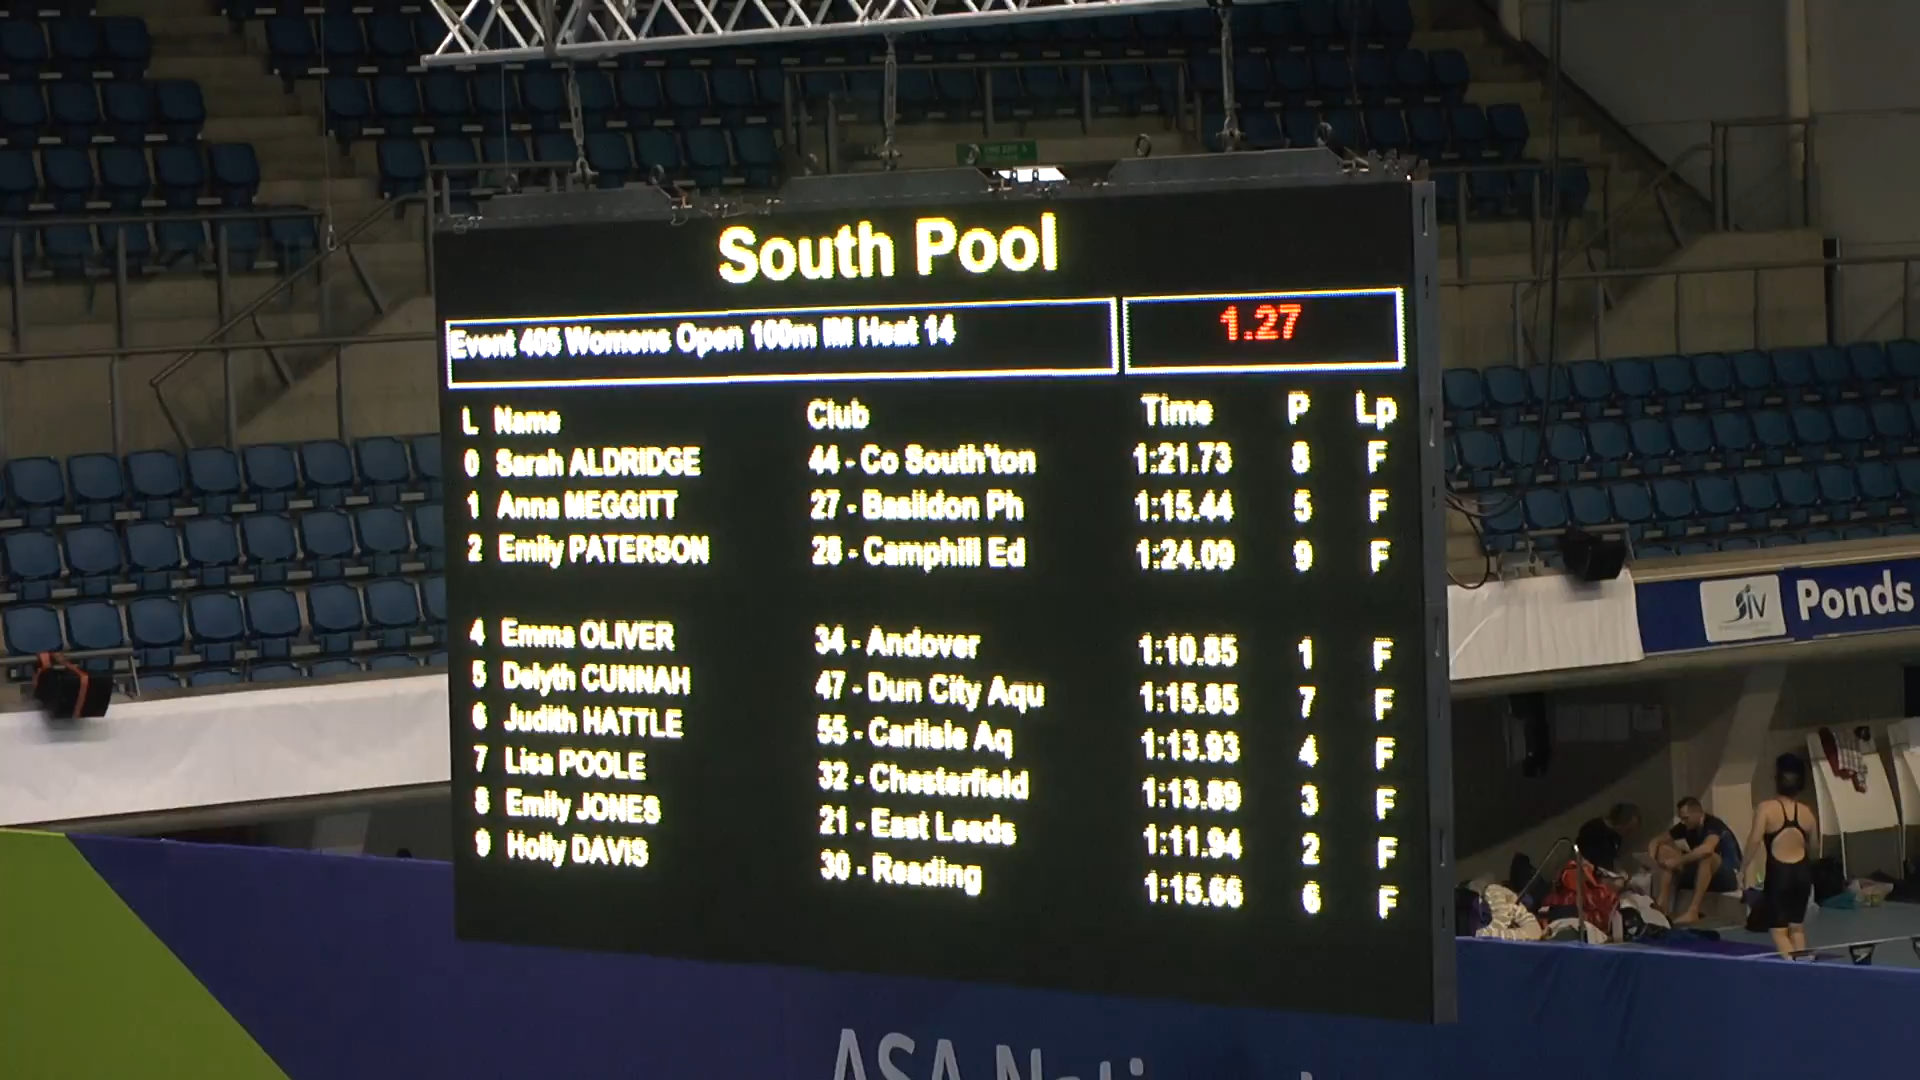 South Pool
Event 405 Womens Open 100m IM Heat 14 1.27
L Name Club Time P Lp
0 Sarah ALDRIDGE 44 - Co South'ton 1:21.73 8 F
1 Anna MEGGITT 27 - Basildon Ph 1:15.44 5 F
2 Emily PATERSON 28 - Camphill Ed 1:24.09 9 F
4 Emma OLIVER 34 - Andover 1:10.85 1 F
5 Delyth CUNNAH 47 - Dun City Aqu 1:15.85 7 F
6 Judith HATTLE 55 - Carlisle Aq 1:13.93 4 F
7 Lisa POOLE 32 - Chesterfield 1:13.89 3 F
8 Emily JONES 21 - East Leeds 1:11.94 2 F
9 Holly DAVIS 30 - Reading 1:15.66 6 F
SIV Ponds
ASA